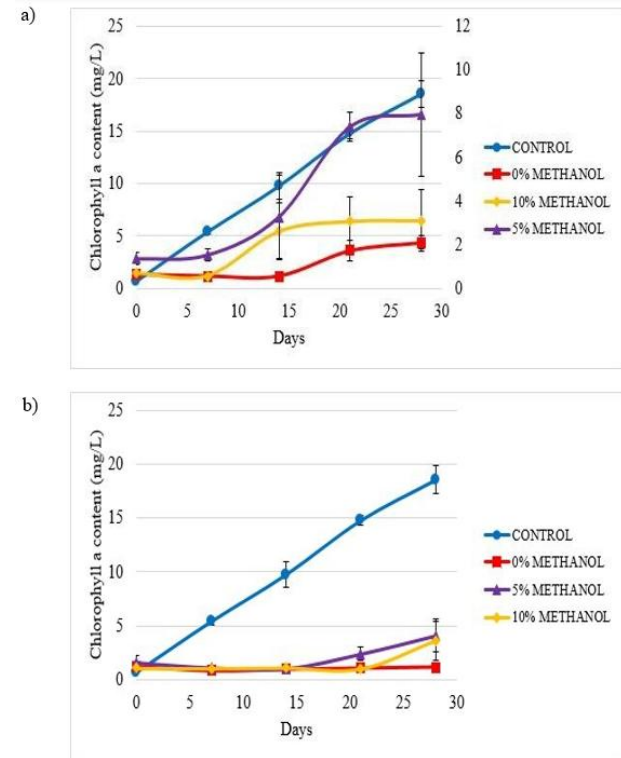 a)
Chlorophyll a content (mg/L)
25
20
15
10
5
0
12
10
8
6
4
2
0
0 5 10 15 20 25 30
Days
CONTROL
0% METHANOL
10% METHANOL
5% METHANOL
b)
Chlorophyll a content (mg/L)
25
20
15
10
5
0
0 5 10 15 20 25 30
Days
CONTROL
0% METHANOL
5% METHANOL
10% METHANOL